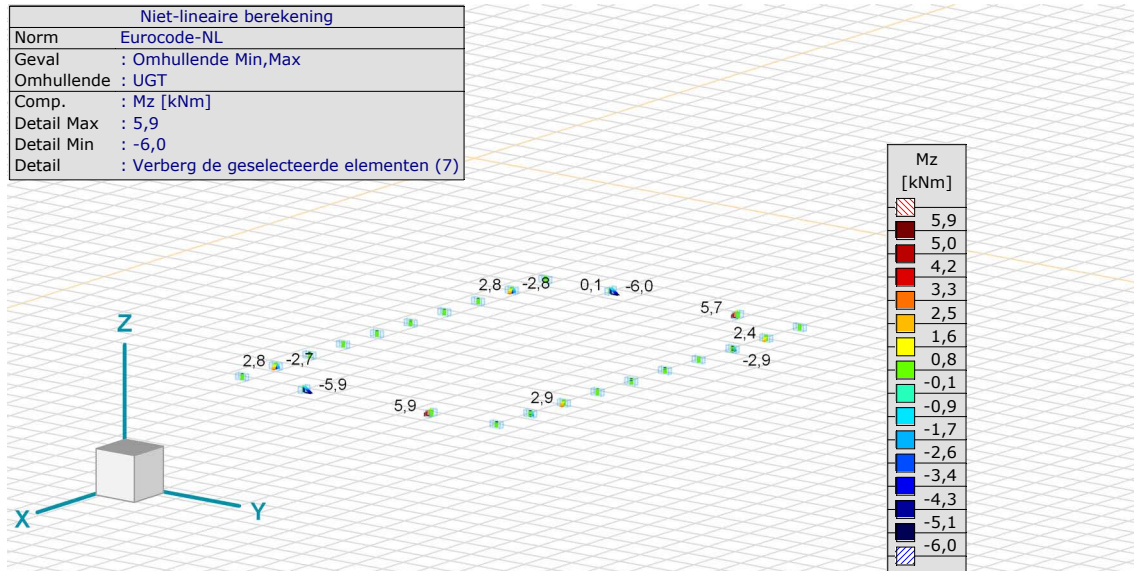 Niet-lineaire berekening
Norm Eurocode-NL
Geval : Omhullende Min,Max
Omhullende : UGT
Comp. : Mz [kNm]
Detail Max : 5,9
Detail Min : -6,0
Detail : Verberg de geselecteerde elementen (7)
Mz
[kNm]
5,9
5,0
4,2
3,3
2,5
1,6
0,8
-0,1
-0,9
-1,7
-2,6
-3,4
-4,3
-5,1
-6,0
2,8 -2,8 0,1 -6,0
5,7
2,4
2,8 -2,7 -2,9
-5,9
5,9 2,9
Z
X
Y